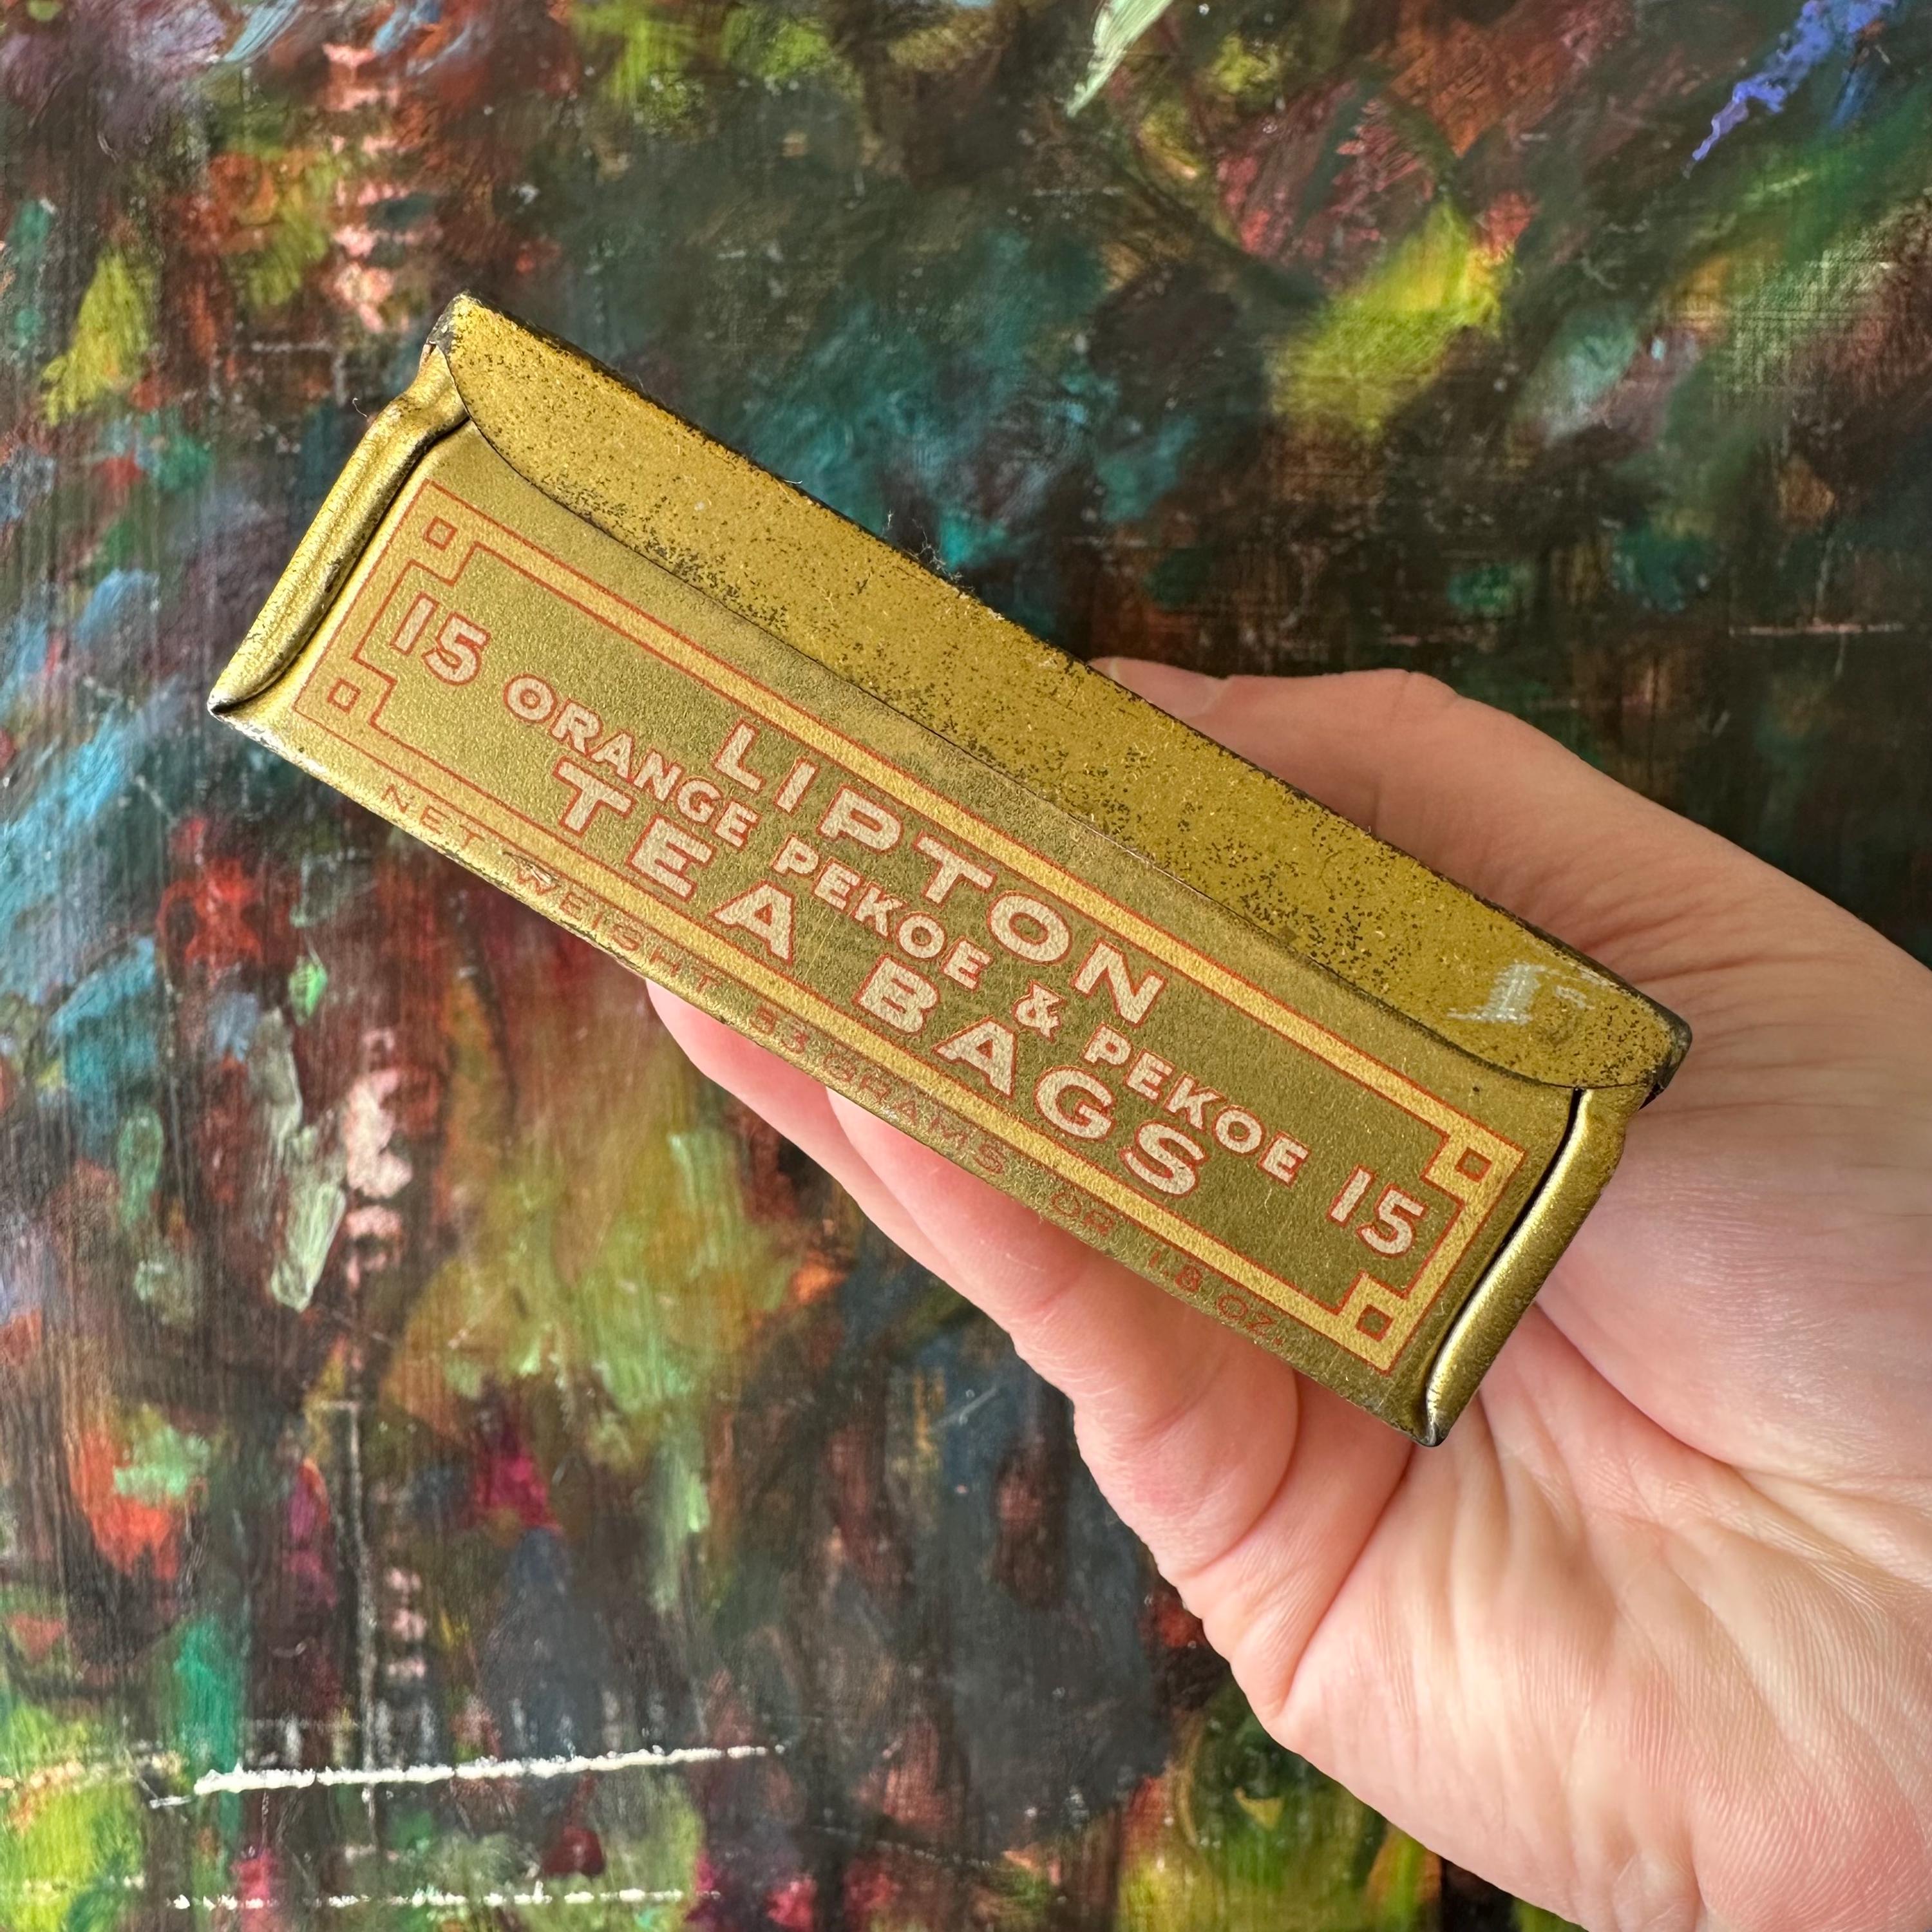 LIPTON
15 ORANGE PEKOE & PEKOE 15
TEA BAGS
NET WEIGHT 53 GRAMS OR 1.8 OZ.